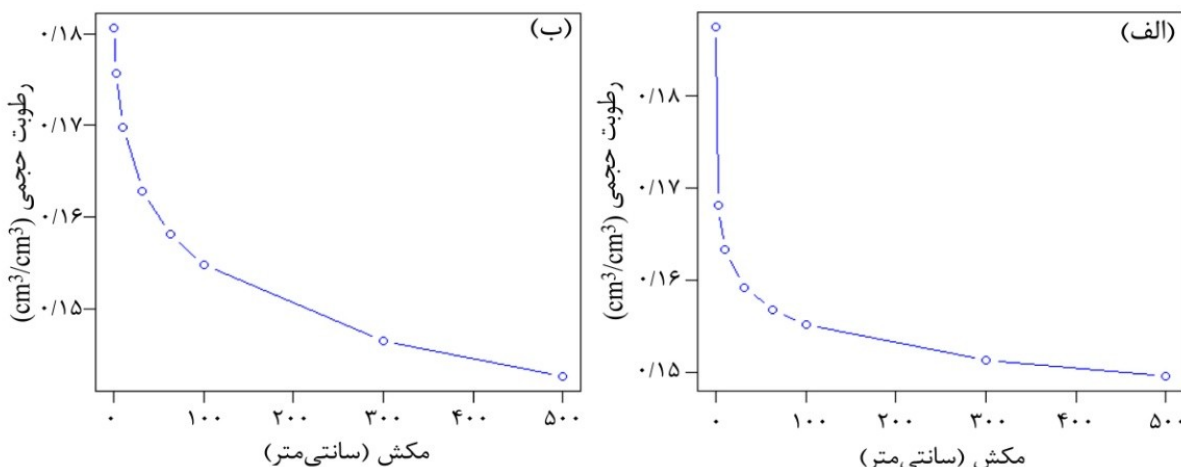 (الف)
رطوبت حجمی (cm³/cm³)
۰/۱۸
۰/۱۷
۰/۱۶
۰/۱۵
۰ ۱۰۰ ۲۰۰ ۳۰۰ ۴۰۰ ۵۰۰
مکش (سانتی‌متر)
(ب)
رطوبت حجمی (cm³/cm³)
۰/۱۸
۰/۱۷
۰/۱۶
۰/۱۵
۰ ۱۰۰ ۲۰۰ ۳۰۰ ۴۰۰ ۵۰۰
مکش (سانتی‌متر)